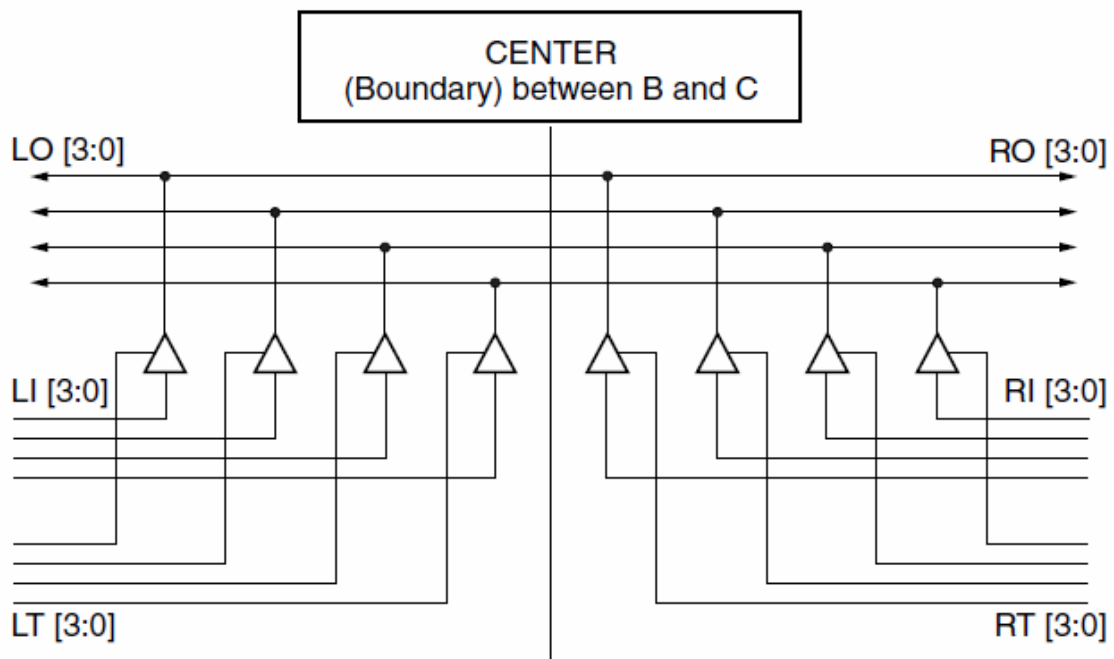 CENTER
(Boundary) between B and C
LO [3:0]
RO [3:0]
LI [3:0]
RI [3:0]
LT [3:0]
RT [3:0]